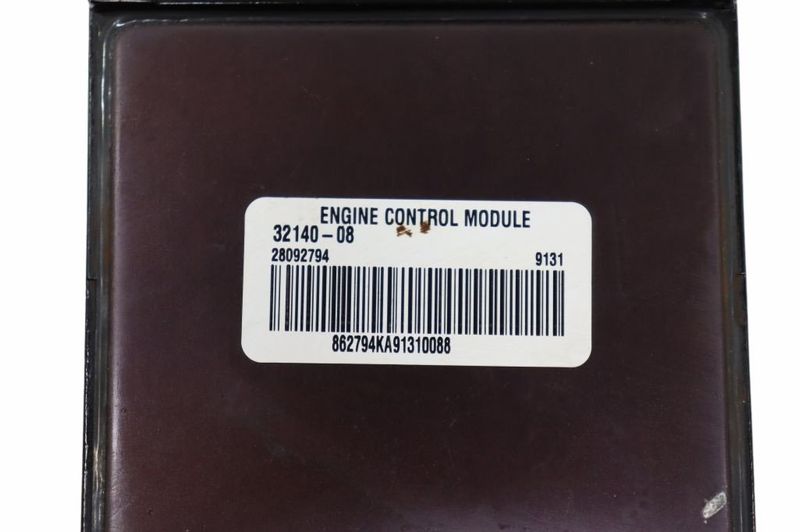 ENGINE CONTROL MODULE
32140-08
28092794 9131
862794KA91310088